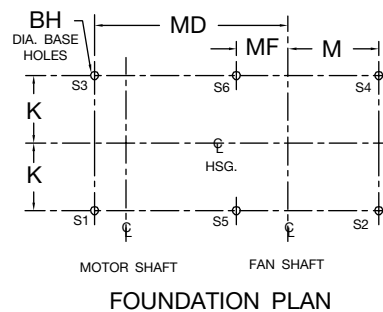 BH
DIA. BASE
HOLES
MD
MF
M
S3
S6
S4
K
K
℄
HSG.
S1
S5
S2
℄
℄
MOTOR SHAFT
FAN SHAFT
FOUNDATION PLAN